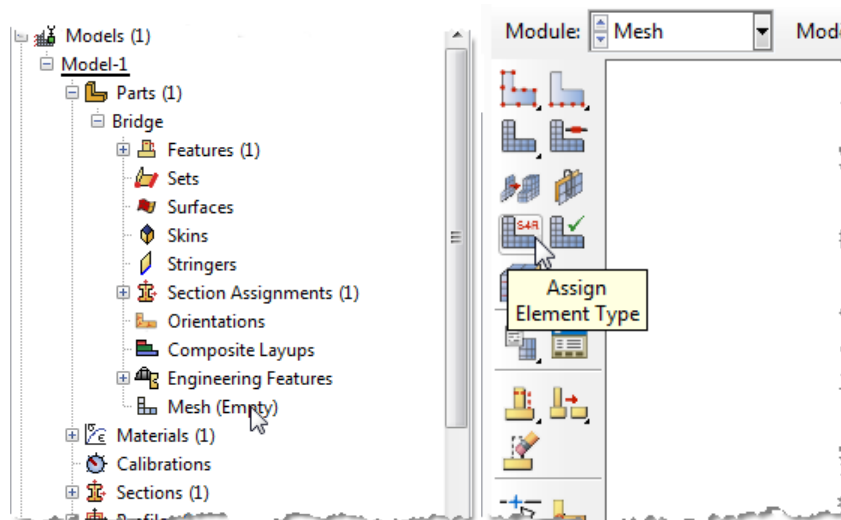 Models (1)
Model-1
Parts (1)
Bridge
Features (1)
Sets
Surfaces
Skins
Stringers
Section Assignments (1)
Orientations
Composite Layups
Engineering Features
Mesh (Empty)
Materials (1)
Calibrations
Sections (1)
Module: Mesh
S4R
Assign
Element Type